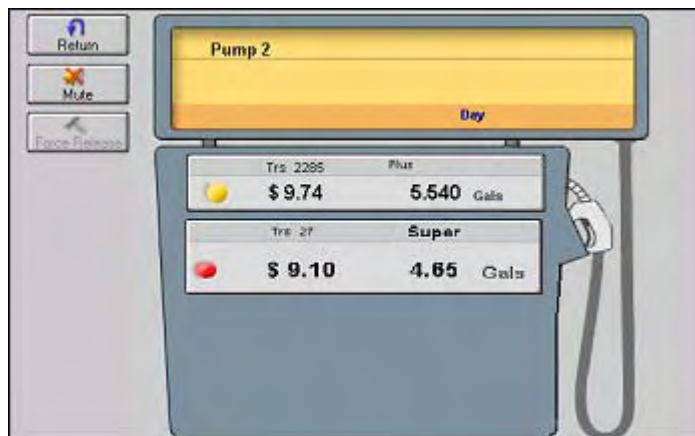 Return
Mute
Force Release
Pump 2
Day
Trs 2285 Plus
$ 9.74 5.540 Gals
Trs 27 Super
$ 9.10 4.65 Gals